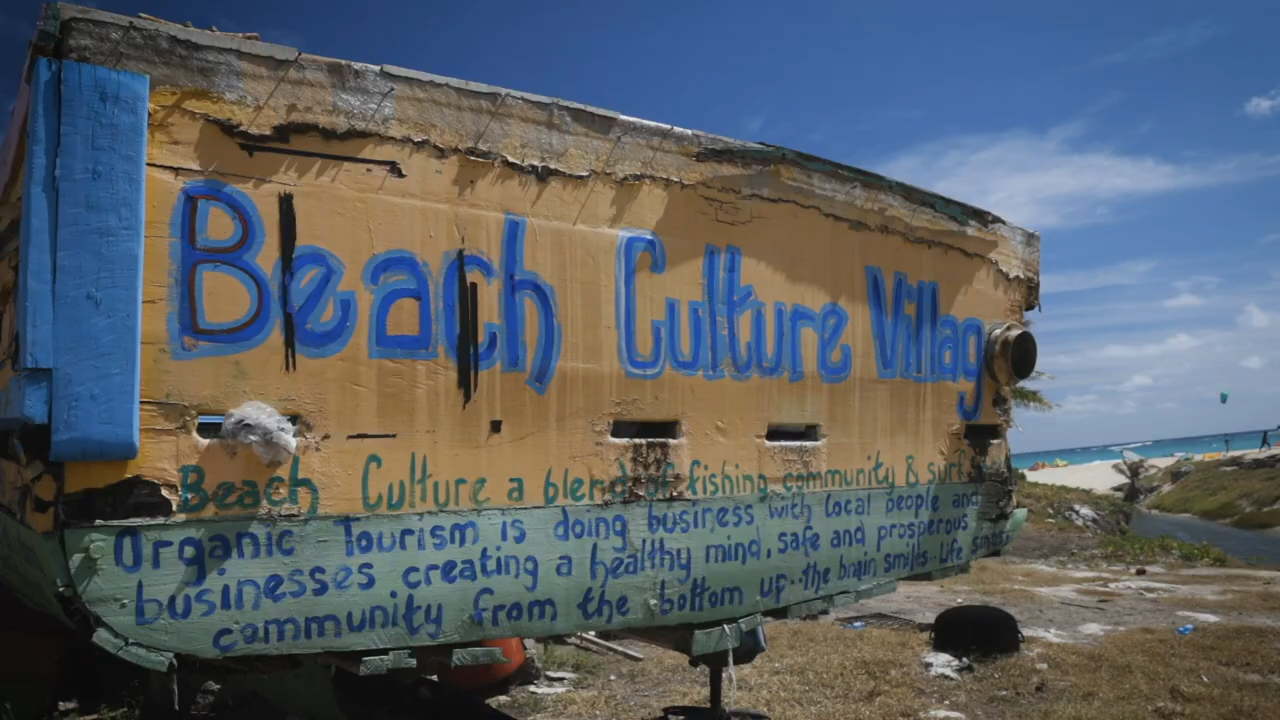 Beach Culture Villag
Beach Culture a blend of fishing community & surf
Organic Tourism is doing business with local people and
businesses creating a healthy mind, safe and prosperous
community from the bottom up. the brain smiles. Life